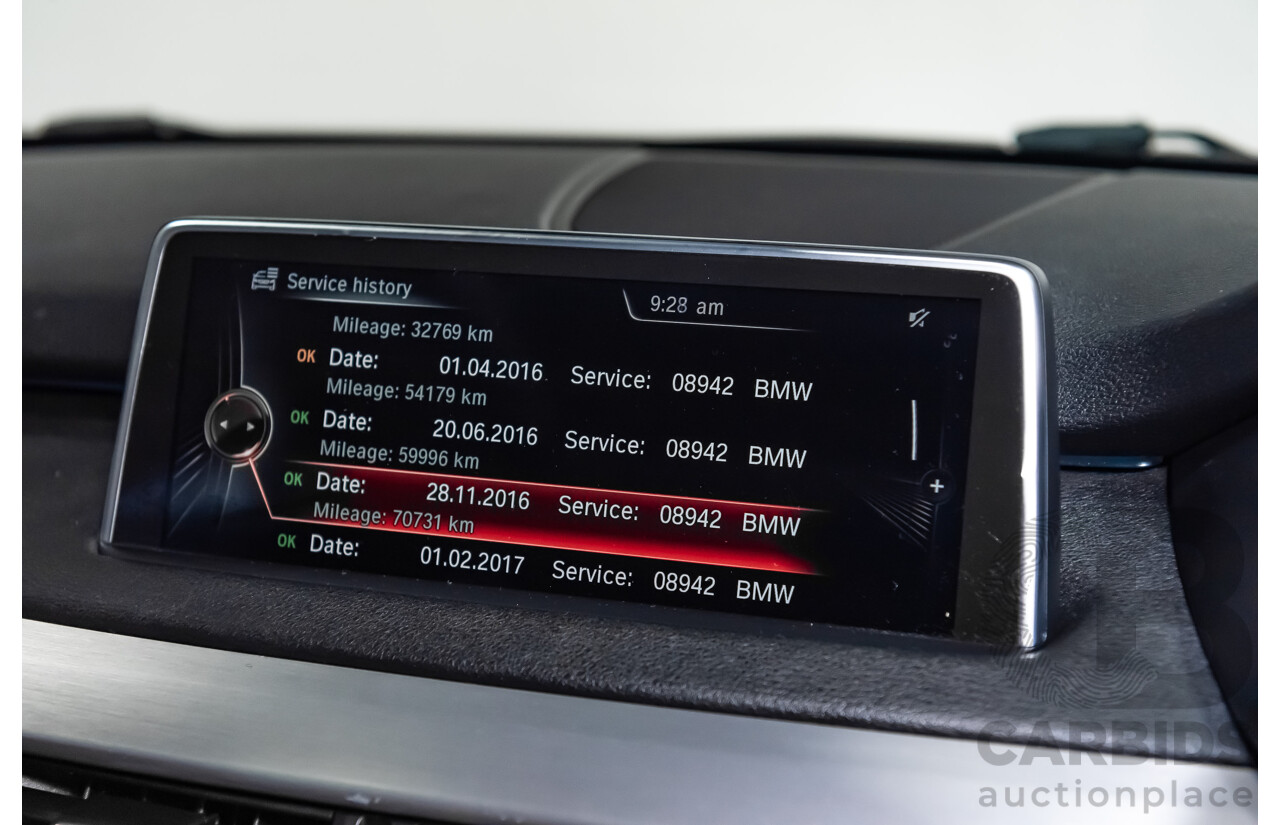 Service history
9:28 am
Mileage: 32769 km
OK Date: 01.04.2016 Service: 08942 BMW
Mileage: 54179 km
OK Date: 20.06.2016 Service: 08942 BMW
Mileage: 59996 km
OK Date: 28.11.2016 Service: 08942 BMW
Mileage: 70731 km
OK Date: 01.02.2017 Service: 08942 BMW
CARBIDS
auctionplace